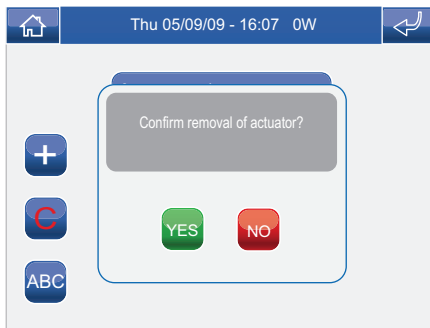 Thu 05/09/09 - 16:07 0W
Confirm removal of actuator?
+
C
ABC
YES
NO